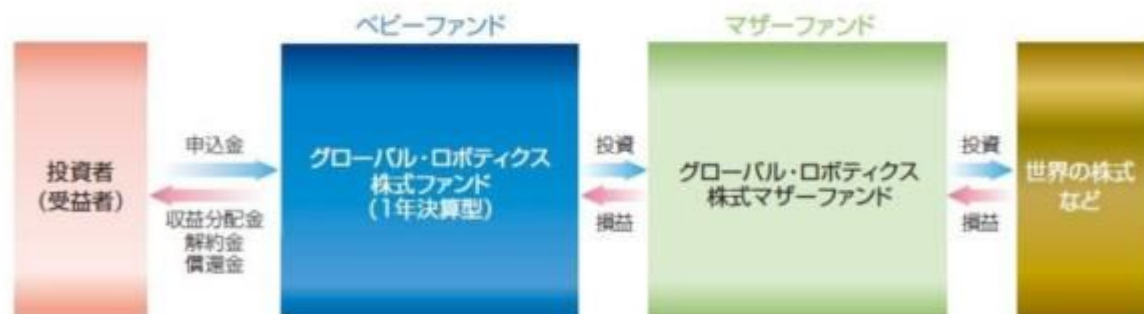 ベビーファンド
マザーファンド
投資者
(受益者)
申込金
収益分配金
解約金
償還金
グローバル・ロボティクス
株式ファンド
(1年決算型)
投資
損益
グローバル・ロボティクス
株式マザーファンド
投資
損益
世界の株式
など